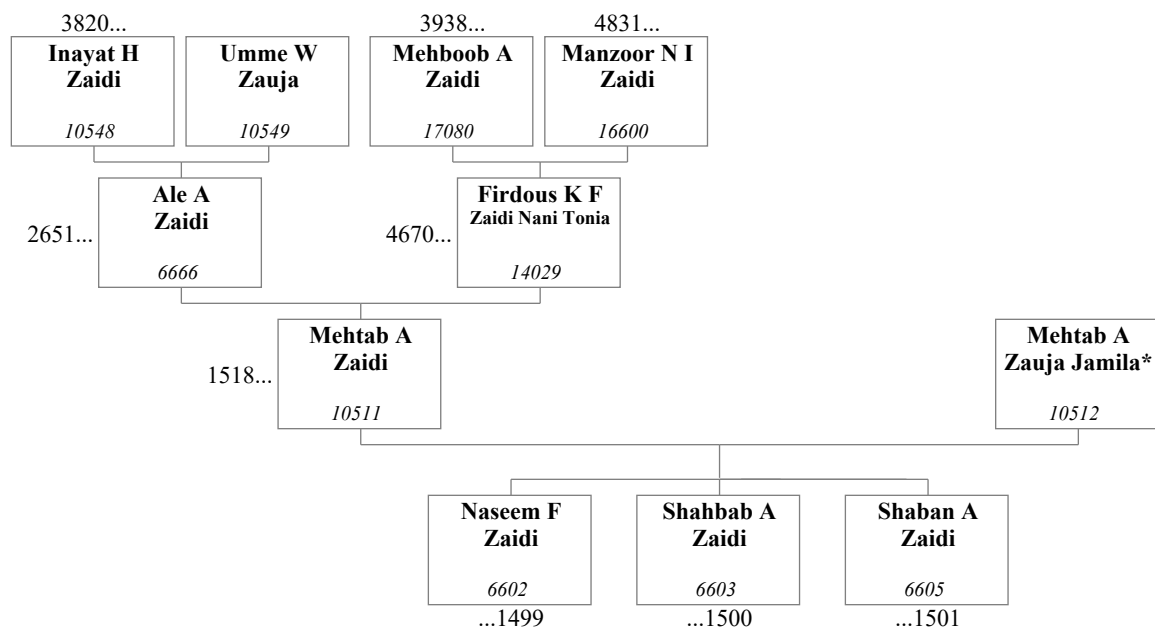 3820...
3938...
4831...
Inayat H
Zaidi
10548
Umme W
Zauja
10549
Mehboob A
Zaidi
17080
Manzoor N I
Zaidi
16600
2651...
Ale A
Zaidi
6666
4670...
Firdous K F
Zaidi Nani Tonia
14029
1518...
Mehtab A
Zaidi
10511
Mehtab A
Zauja Jamila*
10512
Naseem F
Zaidi
6602
...1499
Shahbab A
Zaidi
6603
...1500
Shaban A
Zaidi
6605
...1501